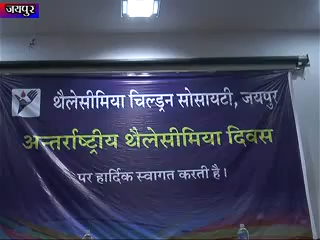 जयपुर
थैलेसीमिया चिल्ड्रन सोसायटी, जयपुर
अन्तर्राष्ट्रीय थैलेसीमिया दिवस
पर हार्दिक स्वागत करती है।